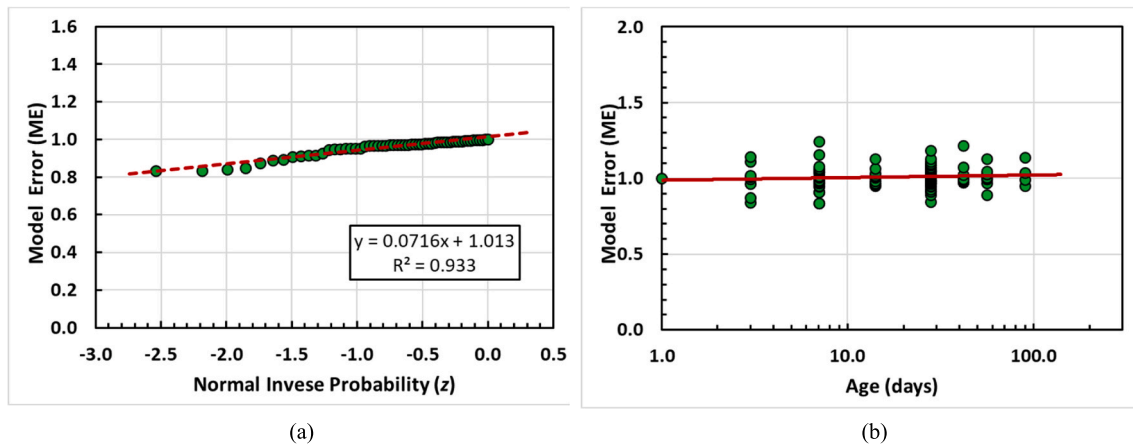 1.6
1.4
1.2
1.0
0.8
0.6
0.4
0.2
0.0
Model Error (ME)
y = 0.0716x + 1.013
R² = 0.933
-3.0 -2.5 -2.0 -1.5 -1.0 -0.5 0.0 0.5
Normal Invese Probability (z)
(a)
2.0
1.5
1.0
0.5
0.0
Model Error (ME)
1.0 10.0 100.0
Age (days)
(b)